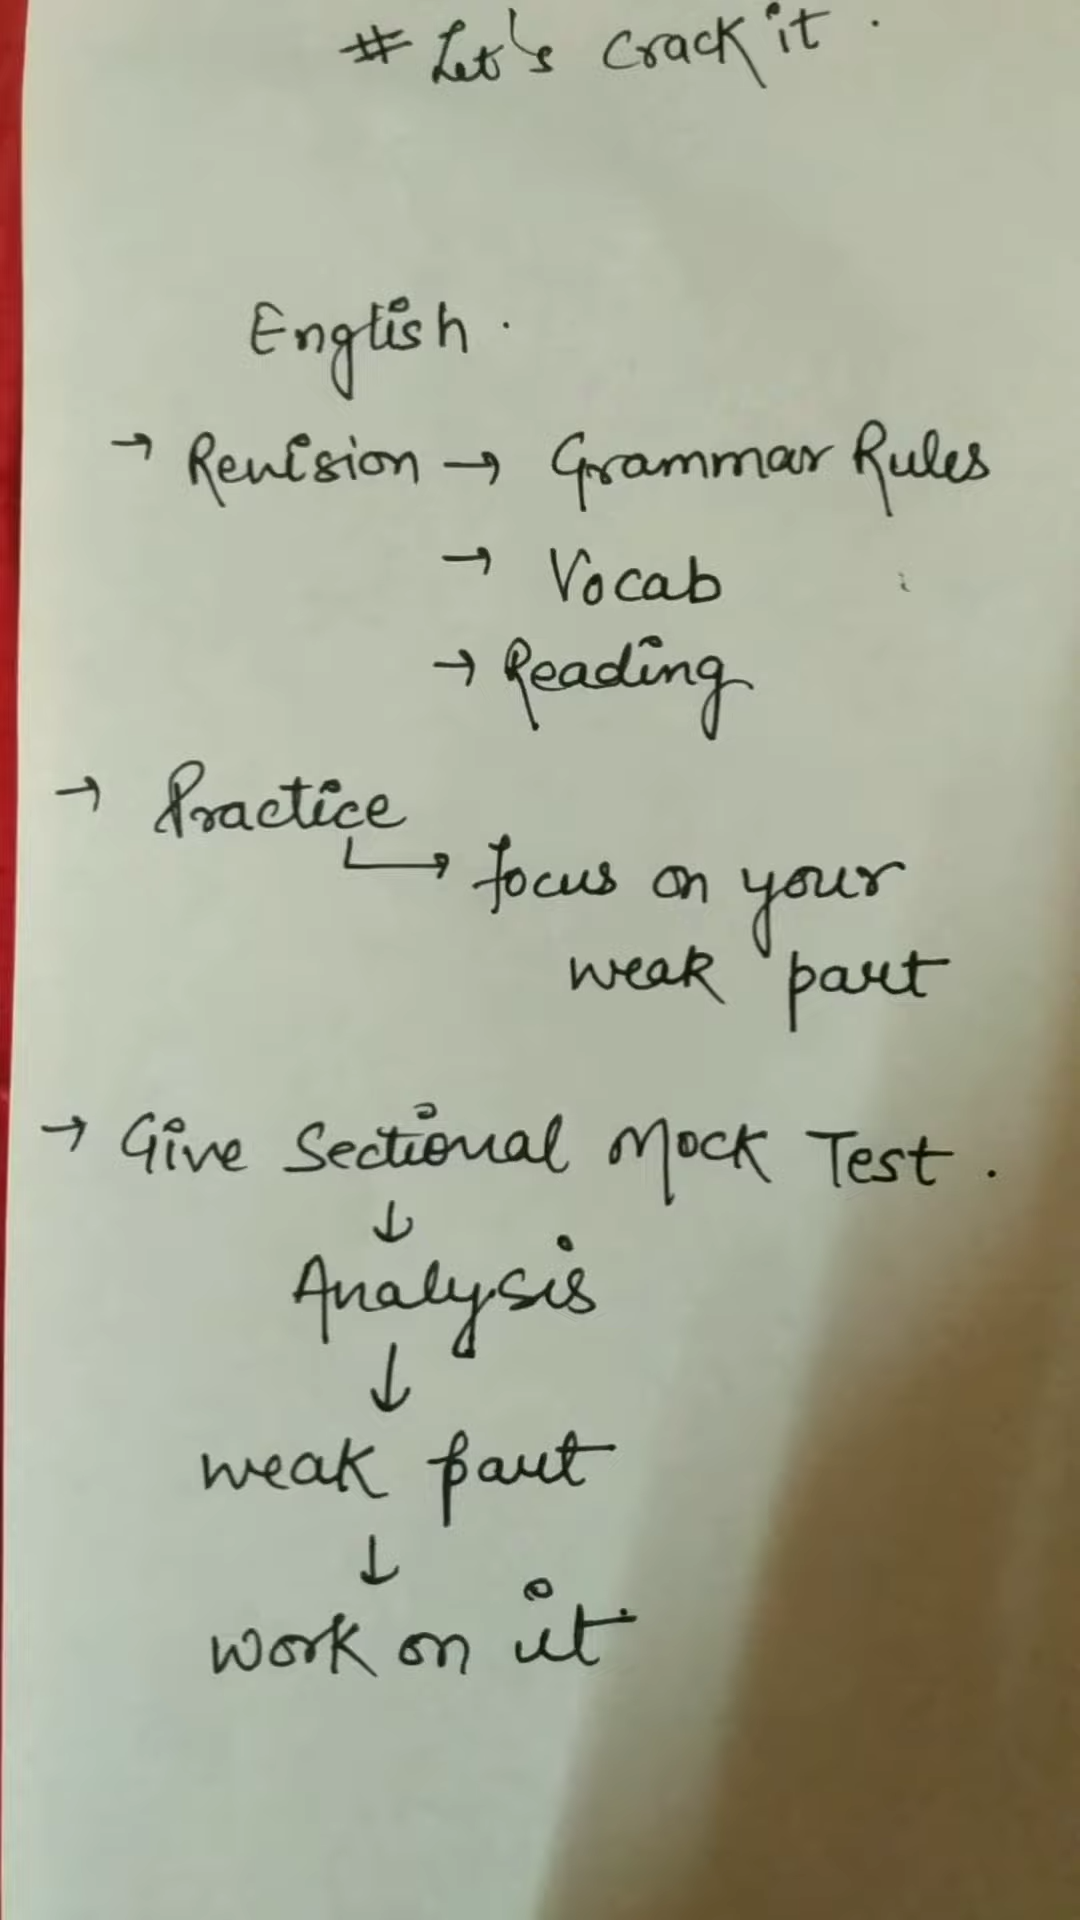 # Let's crack it.
English.
→ Revision → Grammar Rules
→ Vocab
→ Reading
→ Practice
↳ focus on your
weak part
→ Give Sectional Mock Test.
↓
Analysis
↓
weak part
↓
work on it